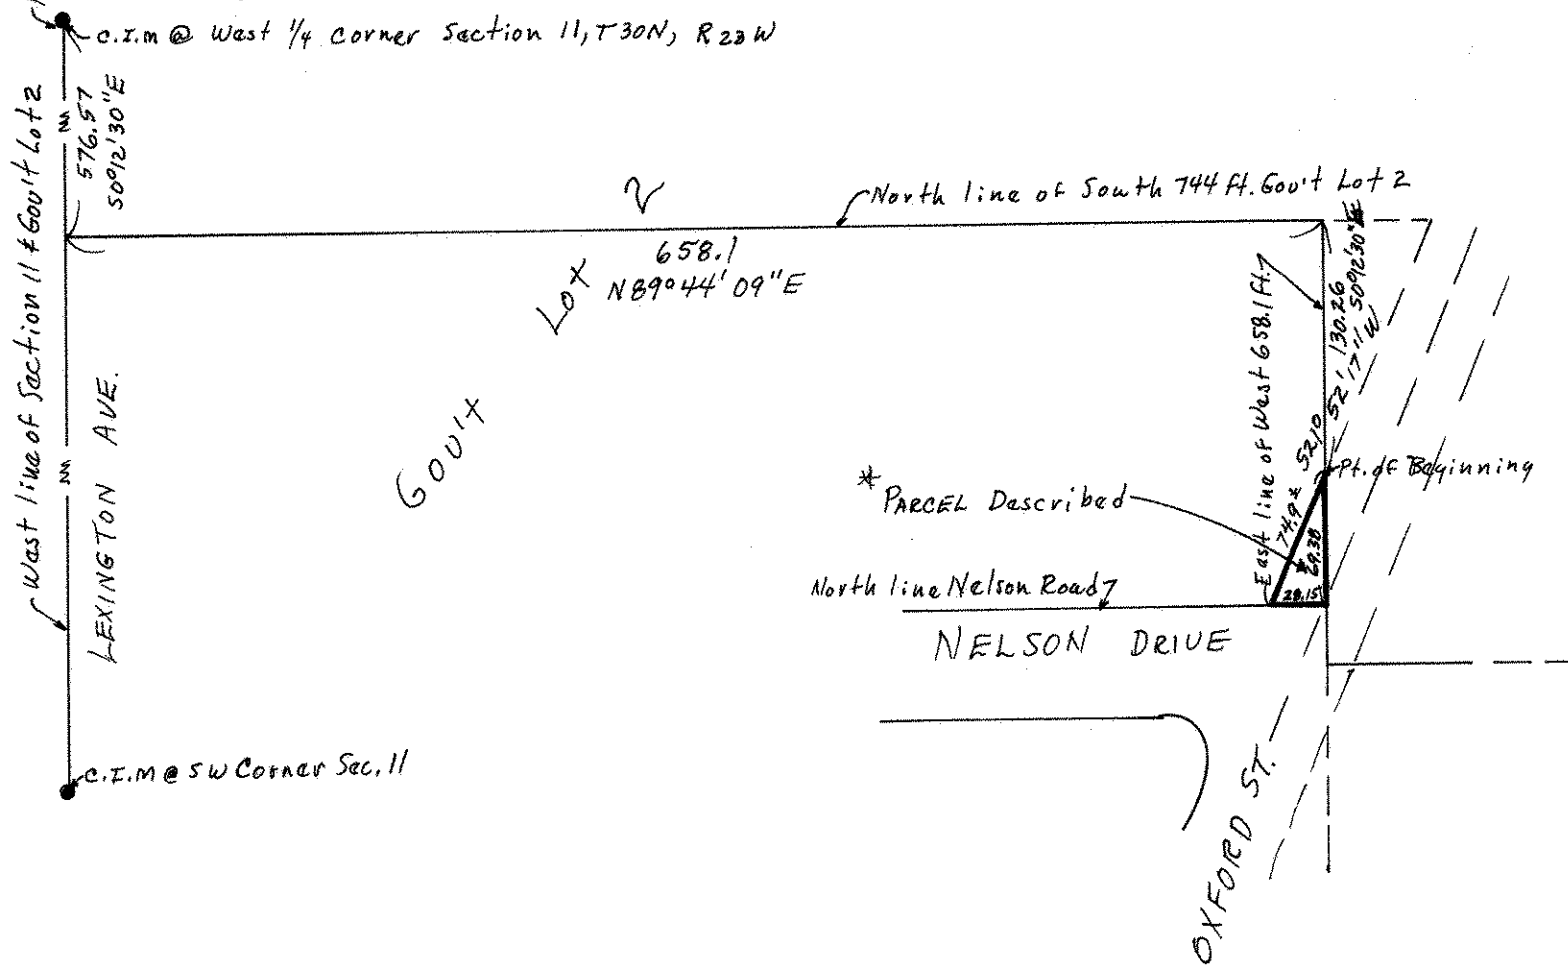 C.I.M @ West 1/4 Corner Section 11, T30N, R23W
West line of Section 11 & Gov't Lot 2
576.57
S0°12'30"E
2
North line of South 744 ft. Gov't Lot 2
658.1
N89°44'09"E
Lot
Gov't
LEXINGTON AVE.
East line of West 658.1 Ft.
130.26
S0°12'30"E
52' 17" W
Pt. of Beginning
* PARCEL Described
74.9±
*
69.38
28.15
North line Nelson Road
NELSON DRIVE
C.I.M @ SW Corner Sec. 11
OXFORD ST.